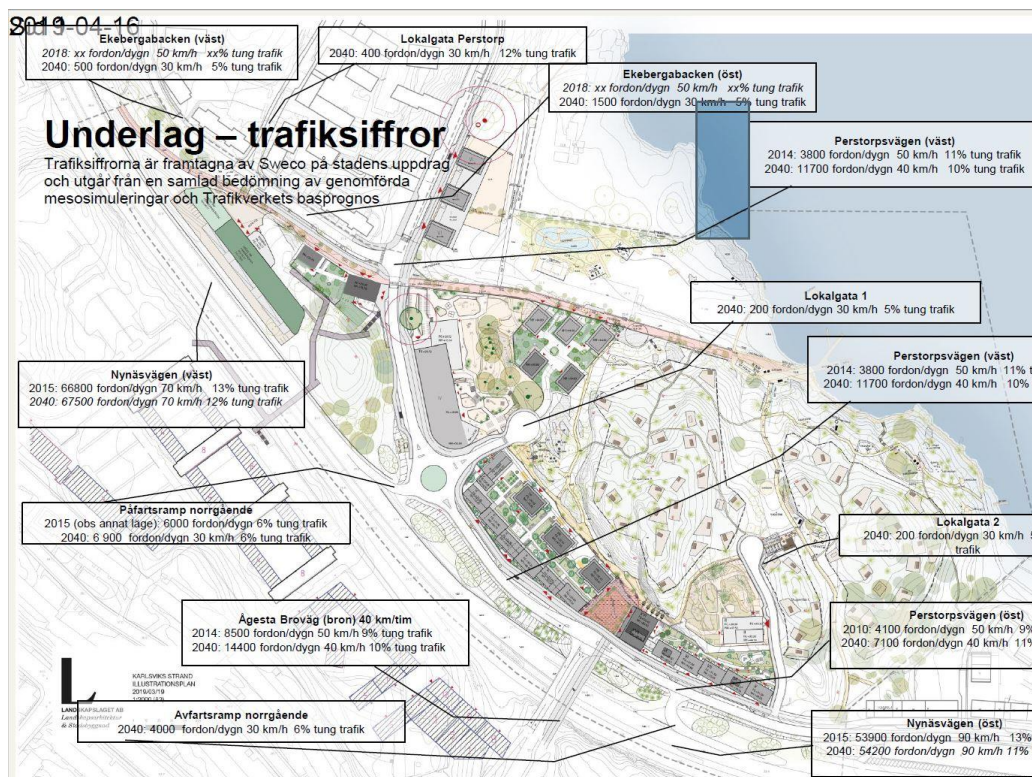 2019-04-16
Ekebergabacken (väst)
2018: xx fordon/dygn 50 km/h xx% tung trafik
2040: 500 fordon/dygn 30 km/h 5% tung trafik
Lokalgata Perstorp
2040: 400 fordon/dygn 30 km/h 12% tung trafik
Ekebergabacken (öst)
2018: xx fordon/dygn 50 km/h xx% tung trafik
2040: 1500 fordon/dygn 30 km/h 5% tung trafik
Underlag – trafiksiffror
Trafiksiffrorna är framtagna av Sweco på stadens uppdrag
och utgår från en samlad bedömning av genomförda
mesosimuleringar och Trafikverkets basprognos
Perstorpsvägen (väst)
2014: 3800 fordon/dygn 50 km/h 11% tung trafik
2040: 11700 fordon/dygn 40 km/h 10% tung trafik
Lokalgata 1
2040: 200 fordon/dygn 30 km/h 5% tung trafik
Perstorpsvägen (väst)
2014: 3800 fordon/dygn 50 km/h 11% t
2040: 11700 fordon/dygn 40 km/h 10%
Nynäsvägen (väst)
2015: 66800 fordon/dygn 70 km/h 13% tung trafik
2040: 67500 fordon/dygn 70 km/h 12% tung trafik
Påfartsramp norrgående
2015 (obs annat läge): 6000 fordon/dygn 6% tung trafik
2040: 6 900 fordon/dygn 30 km/h 6% tung trafik
Lokalgata 2
2040: 200 fordon/dygn 30 km/h
trafik
Ågesta Broväg (bron) 40 km/tim
2014: 8500 fordon/dygn 50 km/h 9% tung trafik
2040: 14400 fordon/dygn 40 km/h 10% tung trafik
Perstorpsvägen (öst)
2010: 4100 fordon/dygn 50 km/h 9%
2040: 7100 fordon/dygn 40 km/h 11%
L
KARLSVIKS STRAND
ILLUSTRATIONSPLAN
2019/03/19
LANDSKAPSLAGET AB
Landskapsarkitektur
& Stadsbyggnad
Avfartsramp norrgående
2040: 4000 fordon/dygn 30 km/h 6% tung trafik
Nynäsvägen (öst)
2015: 53900 fordon/dygn 90 km/h 13%
2040: 54200 fordon/dygn 90 km/h 11%